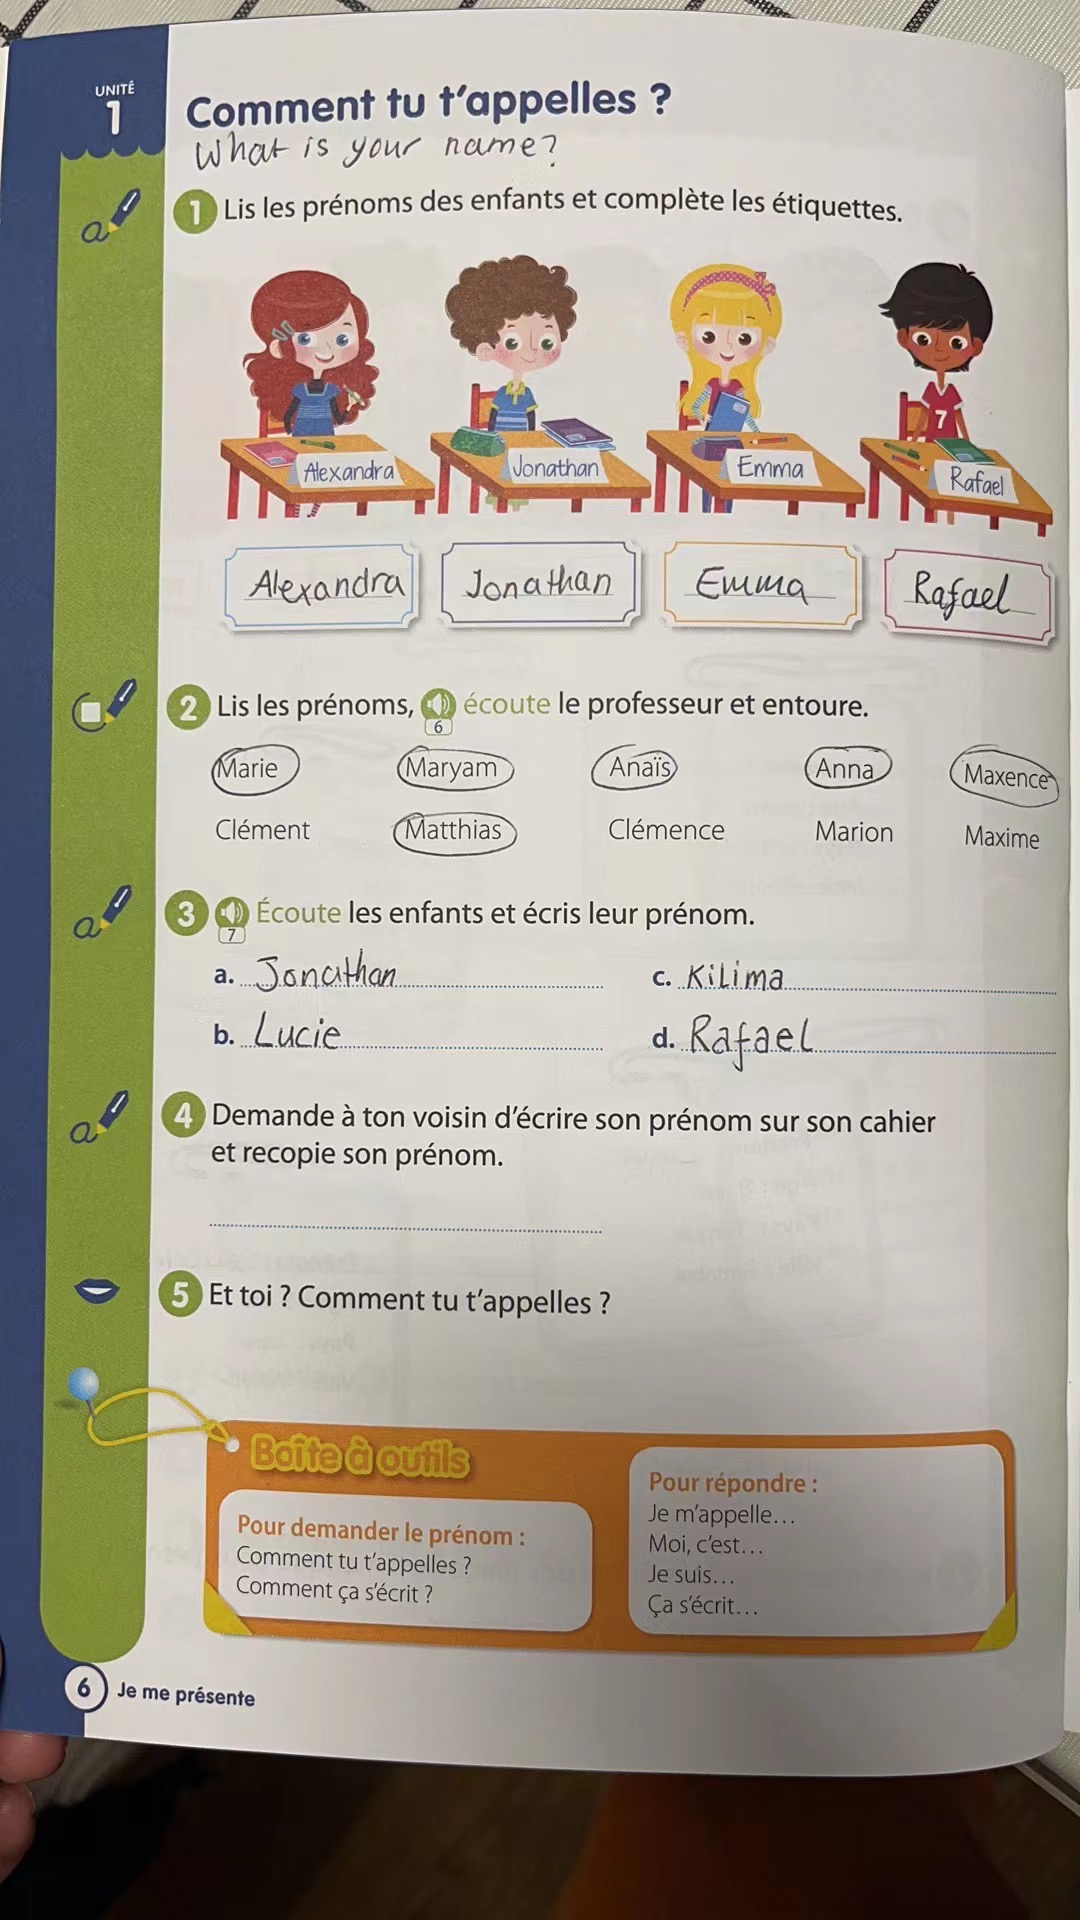 UNITÉ
1
Comment tu t'appelles ?
What is your name?
1 Lis les prénoms des enfants et complète les étiquettes.
7
Alexandra Jonathan Emma Rafael
Alexandra Jonathan Emma Rafael
2 Lis les prénoms, écoute le professeur et entoure.
6
Marie Maryam Anaïs Anna Maxence
Clément Matthias Clémence Marion Maxime
3 Écoute les enfants et écris leur prénom.
7
a. Jonathan c. Kilima
b. Lucie d. Rafael
4 Demande à ton voisin d'écrire son prénom sur son cahier
et recopie son prénom.
5 Et toi ? Comment tu t'appelles ?
Boîte à outils
Pour demander le prénom :
Comment tu t'appelles ?
Comment ça s'écrit ?
Pour répondre :
Je m'appelle...
Moi, c'est...
Je suis...
Ça s'écrit...
6 Je me présente